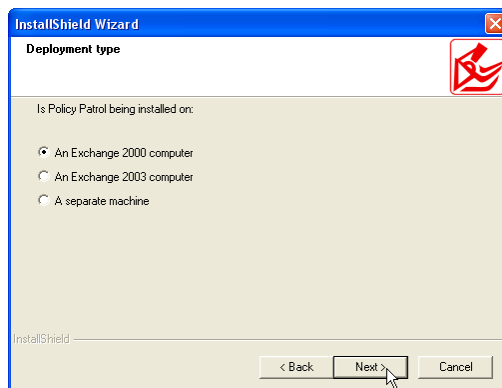 InstallShield Wizard
Deployment type
Is Policy Patrol being installed on:
An Exchange 2000 computer
An Exchange 2003 computer
A separate machine
InstallShield
< Back
Next >
Cancel